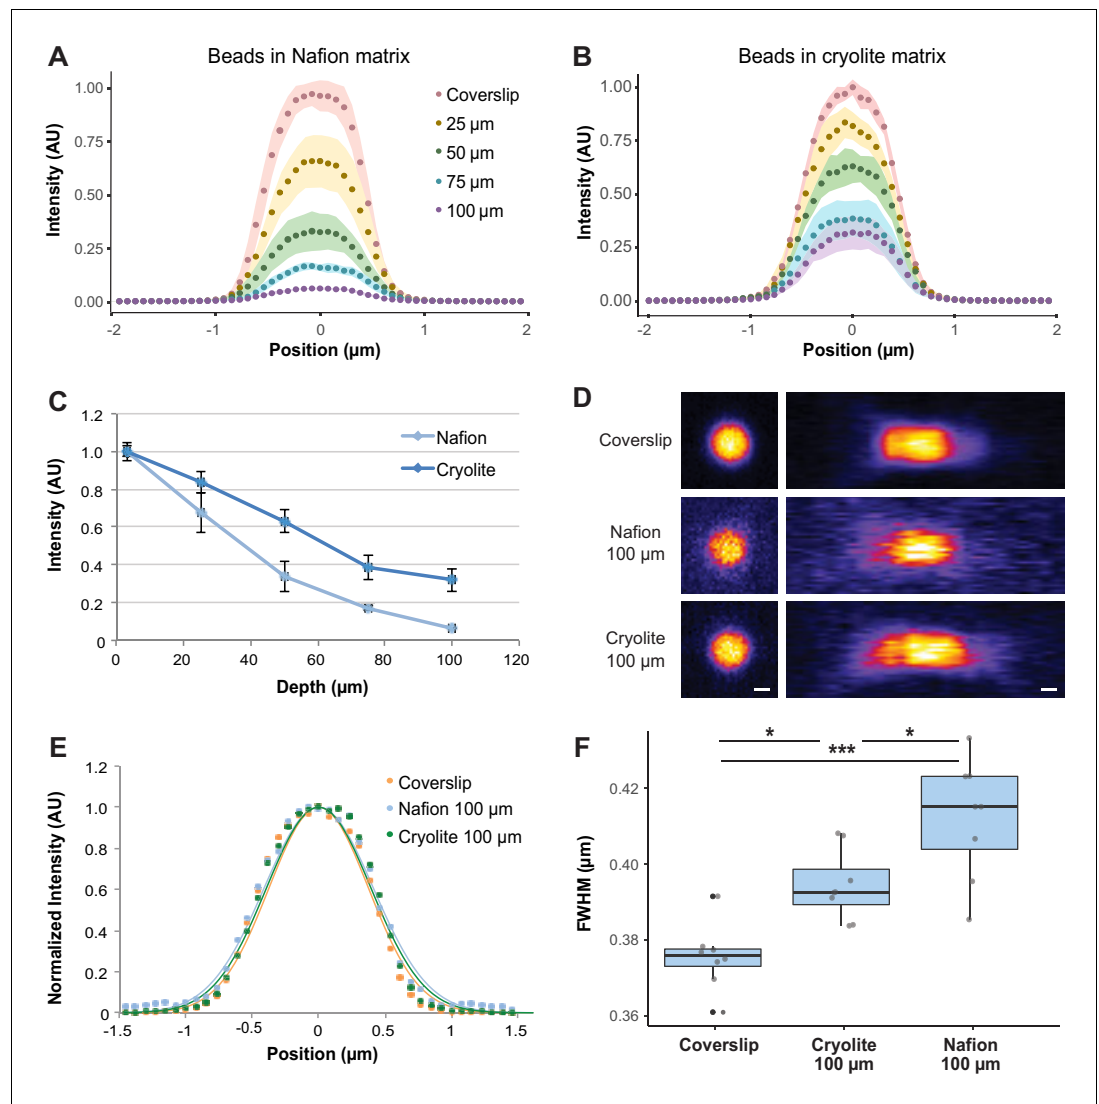 A
Beads in Nafion matrix
Intensity (AU)
1.00
0.75
0.50
0.25
0.00
-2
-1
0
1
2
Position (µm)
Coverslip
25 µm
50 µm
75 µm
100 µm
B
Beads in cryolite matrix
Intensity (AU)
1.00
0.75
0.50
0.25
0.00
-2
-1
0
1
2
Position (µm)
C
Intensity (AU)
1.2
1.0
0.8
0.6
0.4
0.2
0
0
20
40
60
80
100
120
Depth (µm)
Nafion
Cryolite
D
Coverslip
Nafion
100 µm
Cryolite
100 µm
E
Normalized Intensity (AU)
1.2
1.0
0.8
0.6
0.4
0.2
0
-1.5
-1
-0.5
0
0.5
1
1.5
Position (µm)
Coverslip
Nafion 100 µm
Cryolite 100 µm
F
FWHM (µm)
0.42
0.40
0.38
0.36
*
*
***
Coverslip
Cryolite
100 µm
Nafion
100 µm